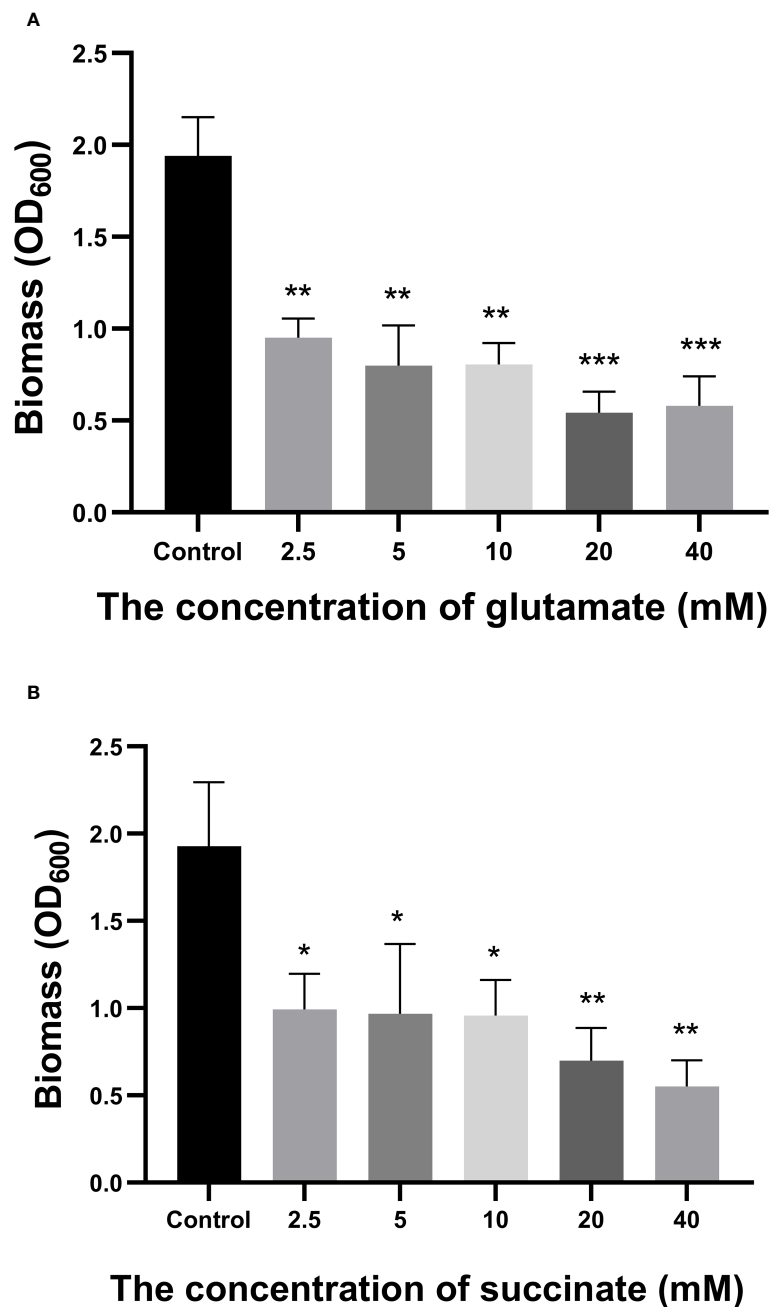 A
2.5
2.0
1.5
1.0
0.5
0.0
Biomass (OD600)
**
**
**
***
***
Control 2.5 5 10 20 40
The concentration of glutamate (mM)
B
2.5
2.0
1.5
1.0
0.5
0.0
Biomass (OD600)
*
*
*
**
**
Control 2.5 5 10 20 40
The concentration of succinate (mM)